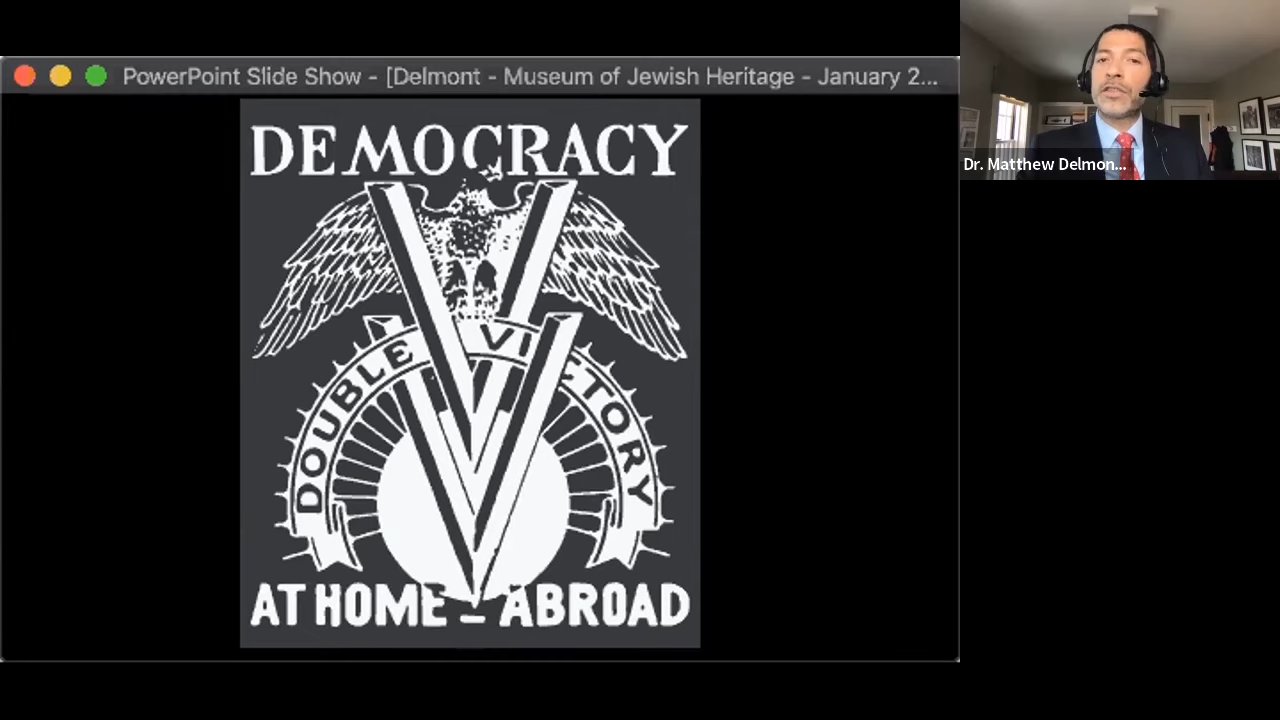 PowerPoint Slide Show - [Delmont - Museum of Jewish Heritage - January 2...
Dr. Matthew Delmon...
DEMOCRACY
DOUBLE VICTORY
AT HOME - ABROAD